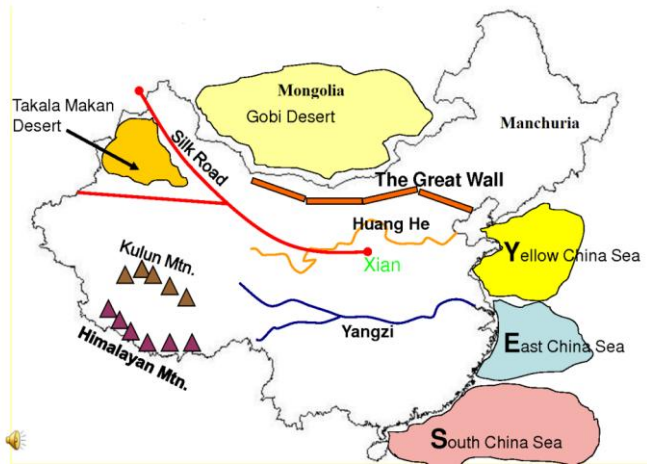 Mongolia
Gobi Desert
Takala Makan
Desert
Manchuria
Silk Road
The Great Wall
Huang He
Xian
Yellow China Sea
Kulun Mtn.
Yangzi
East China Sea
Himalayan Mtn.
South China Sea